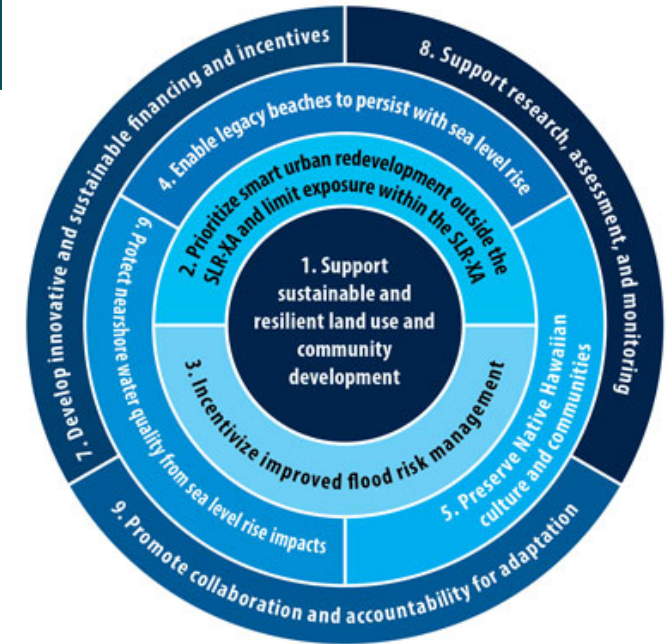 1. Support
sustainable and
resilient land use and
community
development
2. Prioritize smart urban redevelopment outside the
SLR-XA and limit exposure within the SLR-XA
3. Incentivize improved flood risk management
4. Enable legacy beaches to persist with sea level rise
5. Preserve Native Hawaiian
culture and communities
6. Protect nearshore water quality from sea level rise impacts
7. Develop innovative and sustainable financing and incentives
8. Support research, assessment, and monitoring
9. Promote collaboration and accountability for adaptation